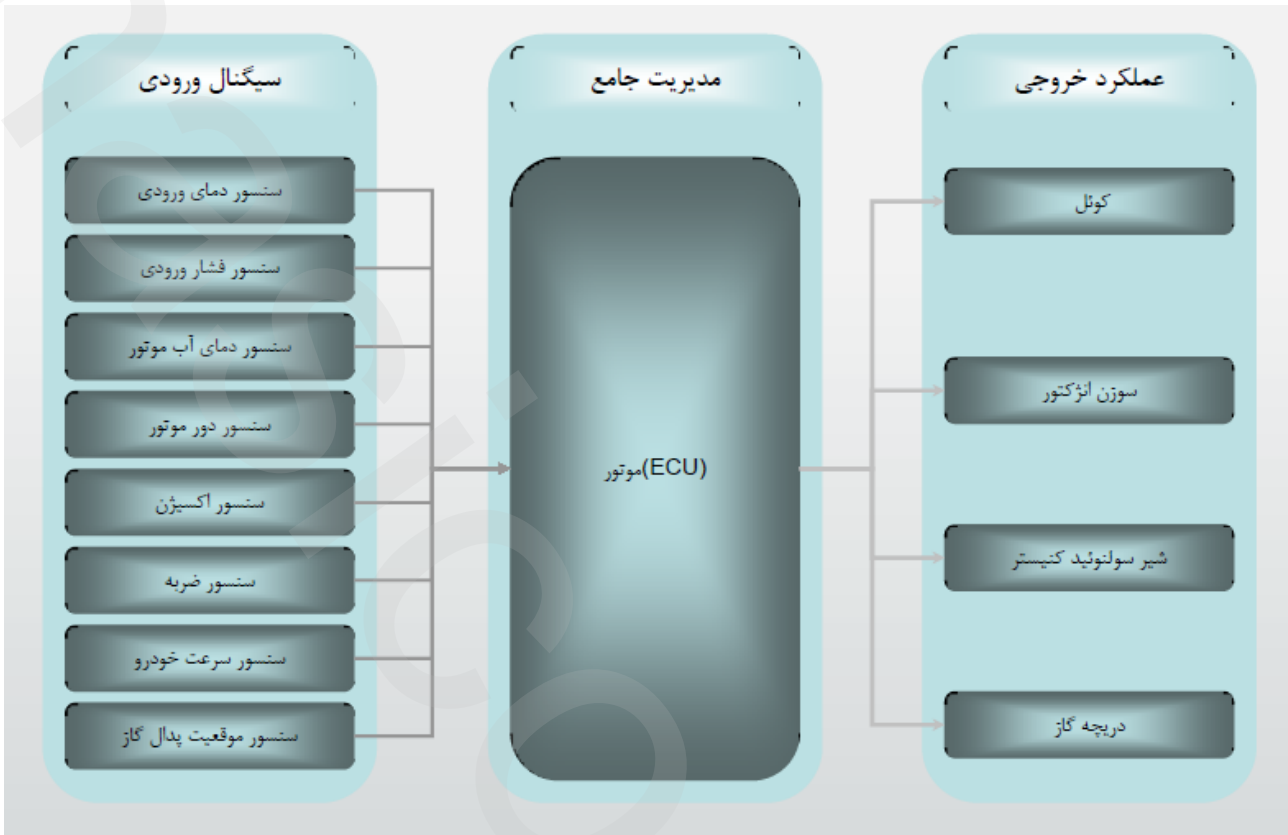 سیگنال ورودی
سنسور دمای ورودی
سنسور فشار ورودی
سنسور دمای آب موتور
سنسور دور موتور
سنسور اکسیژن
سنسور ضربه
سنسور سرعت خودرو
سنسور موقعیت پدال گاز
مدیریت جامع
موتور(ECU)
عملکرد خروجی
کوئل
سوزن انژکتور
شیر سولنوئید کنیستر
دریچه گاز